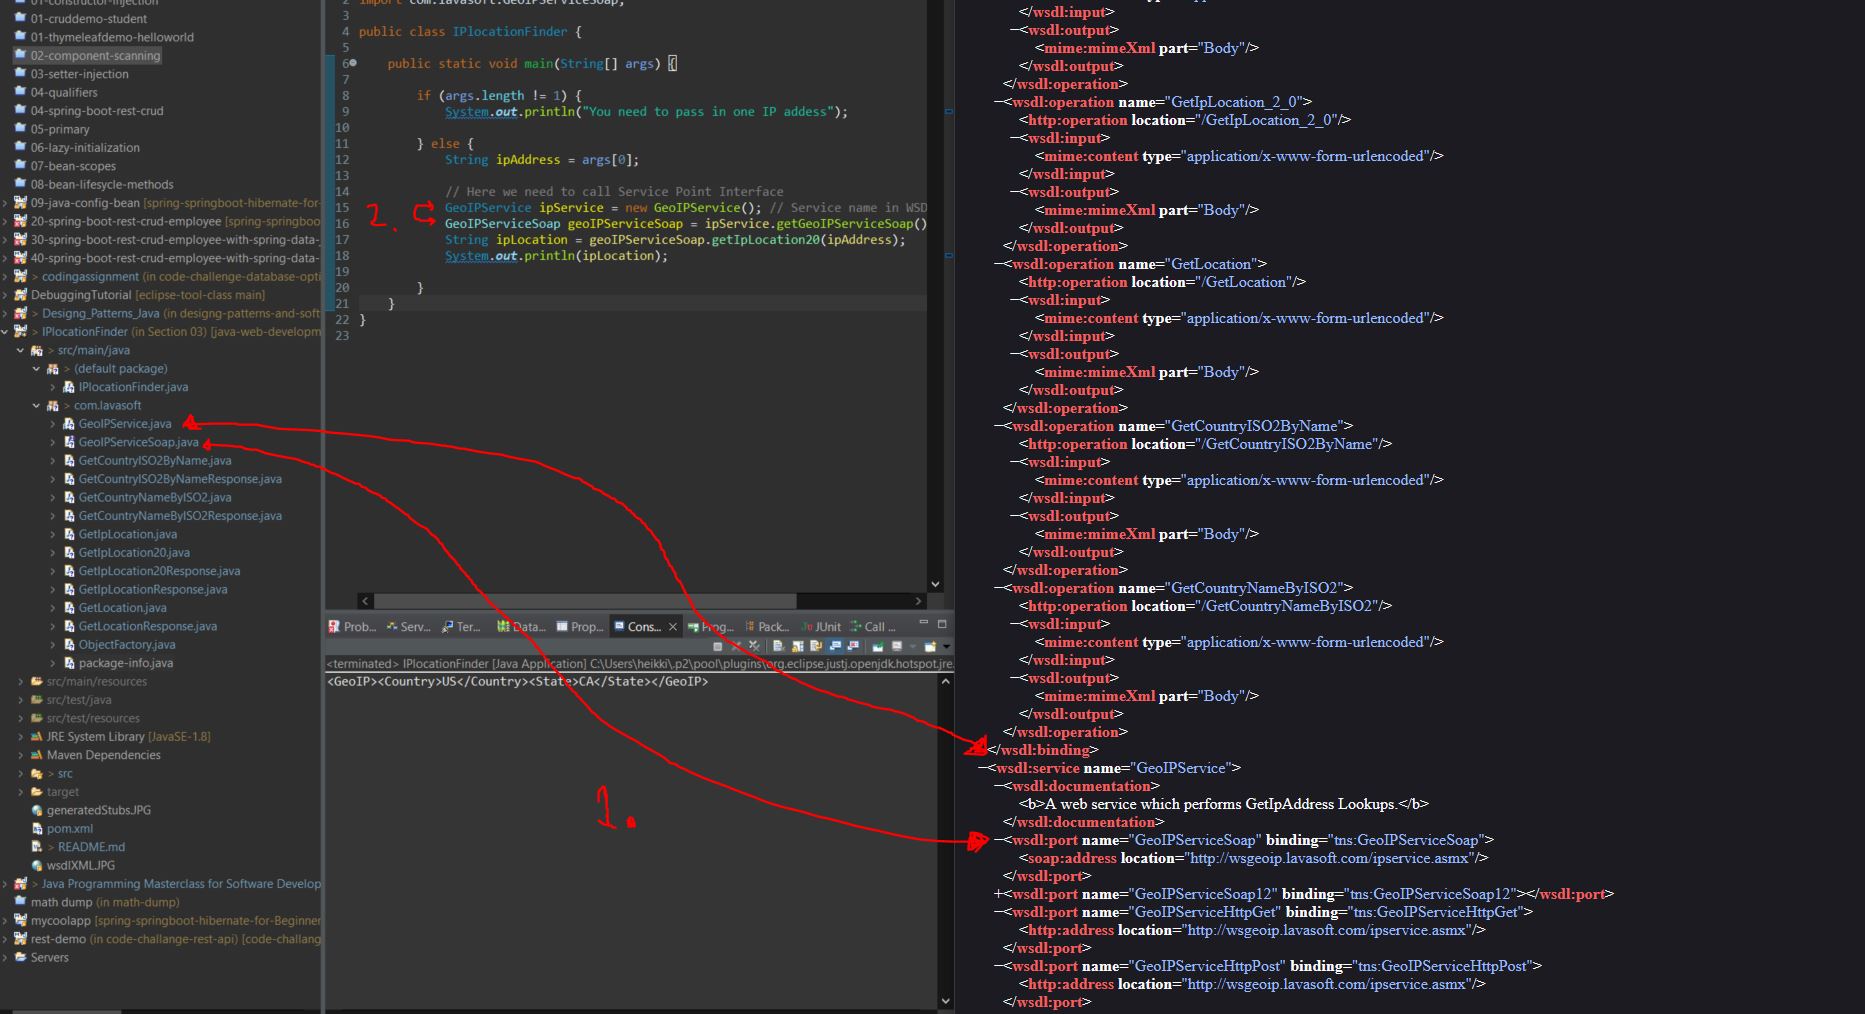 01-constructor-injection
01-cruddemo-student
01-thymeleafdemo-helloworld
02-component-scanning
03-setter-injection
04-qualifiers
04-spring-boot-rest-crud
05-primary
06-lazy-initialization
07-bean-scopes
08-bean-lifesycle-methods
09-java-config-bean [spring-springboot-hibernate-for-
20-spring-boot-rest-crud-employee [spring-springboo
30-spring-boot-rest-crud-employee-with-spring-data-
40-spring-boot-rest-crud-employee-with-spring-data-
> codingassignment (in code-challenge-database-opti
DebuggingTutorial [eclipse-tool-class main]
> Designg_Patterns_Java (in designg-patterns-and-soft
> IPlocationFinder (in Section 03) [java-web-developm
> src/main/java
> (default package)
IPlocationFinder.java
> com.lavasoft
GeoIPService.java
GeoIPServiceSoap.java
GetCountryISO2ByName.java
GetCountryISO2ByNameResponse.java
GetCountryNameByISO2.java
GetCountryNameByISO2Response.java
GetIpLocation.java
GetIpLocation20.java
GetIpLocation20Response.java
GetIpLocationResponse.java
GetLocation.java
GetLocationResponse.java
ObjectFactory.java
package-info.java
src/main/resources
src/test/java
src/test/resources
JRE System Library [JavaSE-1.8]
Maven Dependencies
> src
target
generatedStubs.JPG
pom.xml
> README.md
wsdlXML.JPG
> Java Programming Masterclass for Software Develop
math dump (in math-dump)
mycoolapp [spring-springboot-hibernate-for-Beginner
rest-demo (in code-challange-rest-api) [code-challang
Servers
2 import com.lavasoft.GeoIPServiceSoap;
3
4 public class IPlocationFinder {
5
6 public static void main(String[] args) {
7
8 if (args.length != 1) {
9 System.out.println("You need to pass in one IP addess");
10
11 } else {
12 String ipAddress = args[0];
13
14 // Here we need to call Service Point Interface
15 GeoIPService ipService = new GeoIPService(); // Service name in WSD
16 GeoIPServiceSoap geoIPServiceSoap = ipService.getGeoIPServiceSoap()
17 String ipLocation = geoIPServiceSoap.getIpLocation20(ipAddress);
18 System.out.println(ipLocation);
19
20 }
21 }
22 }
23
2.
Prob... Serv... Ter... Data... Prop... Cons... Prog... Pack... JUnit Call ...
<terminated> IPlocationFinder [Java Application] C:\Users\heikki\.p2\pool\plugins\org.eclipse.justj.openjdk.hotspot.jre.
<GeoIP><Country>US</Country><State>CA</State></GeoIP>
1.
</wsdl:input>
−<wsdl:output>
<mime:mimeXml part="Body"/>
</wsdl:output>
</wsdl:operation>
−<wsdl:operation name="GetIpLocation_2_0">
<http:operation location="/GetIpLocation_2_0"/>
−<wsdl:input>
<mime:content type="application/x-www-form-urlencoded"/>
</wsdl:input>
−<wsdl:output>
<mime:mimeXml part="Body"/>
</wsdl:output>
</wsdl:operation>
−<wsdl:operation name="GetLocation">
<http:operation location="/GetLocation"/>
−<wsdl:input>
<mime:content type="application/x-www-form-urlencoded"/>
</wsdl:input>
−<wsdl:output>
<mime:mimeXml part="Body"/>
</wsdl:output>
</wsdl:operation>
−<wsdl:operation name="GetCountryISO2ByName">
<http:operation location="/GetCountryISO2ByName"/>
−<wsdl:input>
<mime:content type="application/x-www-form-urlencoded"/>
</wsdl:input>
−<wsdl:output>
<mime:mimeXml part="Body"/>
</wsdl:output>
</wsdl:operation>
−<wsdl:operation name="GetCountryNameByISO2">
<http:operation location="/GetCountryNameByISO2"/>
−<wsdl:input>
<mime:content type="application/x-www-form-urlencoded"/>
</wsdl:input>
−<wsdl:output>
<mime:mimeXml part="Body"/>
</wsdl:output>
</wsdl:operation>
</wsdl:binding>
−<wsdl:service name="GeoIPService">
−<wsdl:documentation>
<b>A web service which performs GetIpAddress Lookups.</b>
</wsdl:documentation>
−<wsdl:port name="GeoIPServiceSoap" binding="tns:GeoIPServiceSoap">
<soap:address location="http://wsgeoip.lavasoft.com/ipservice.asmx"/>
</wsdl:port>
+<wsdl:port name="GeoIPServiceSoap12" binding="tns:GeoIPServiceSoap12"></wsdl:port>
−<wsdl:port name="GeoIPServiceHttpGet" binding="tns:GeoIPServiceHttpGet">
<http:address location="http://wsgeoip.lavasoft.com/ipservice.asmx"/>
</wsdl:port>
−<wsdl:port name="GeoIPServiceHttpPost" binding="tns:GeoIPServiceHttpPost">
<http:address location="http://wsgeoip.lavasoft.com/ipservice.asmx"/>
</wsdl:port>